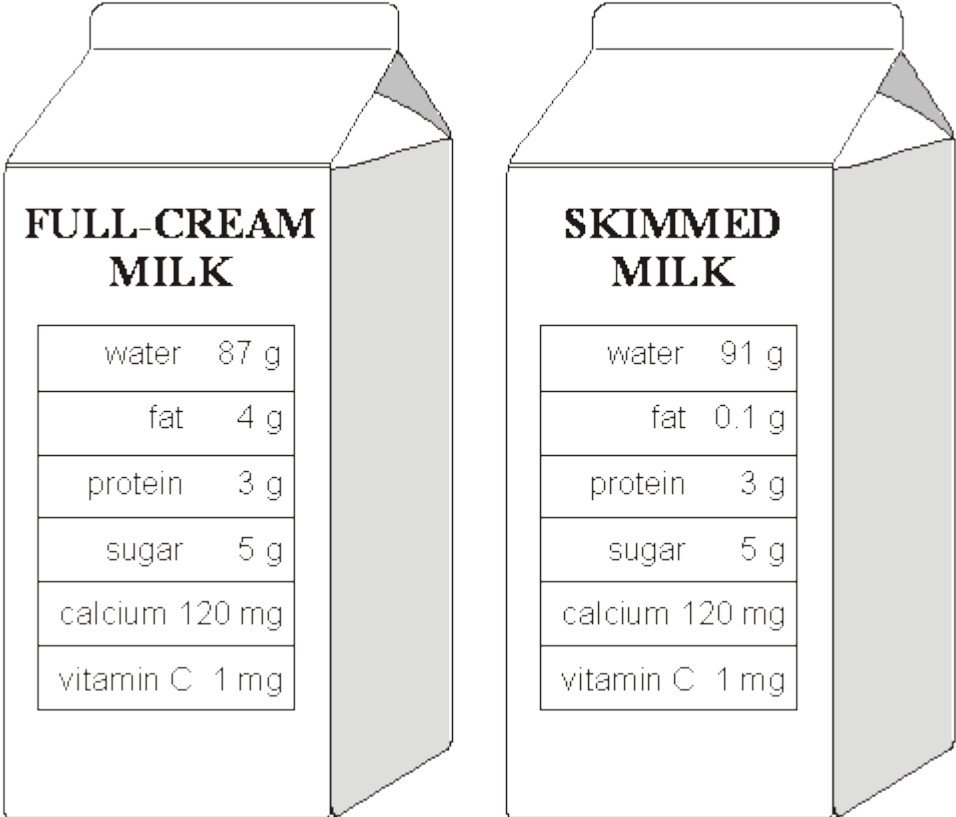 FULL-CREAM
MILK
water 87 g
fat 4 g
protein 3 g
sugar 5 g
calcium 120 mg
vitamin C 1 mg
SKIMMED
MILK
water 91 g
fat 0.1 g
protein 3 g
sugar 5 g
calcium 120 mg
vitamin C 1 mg